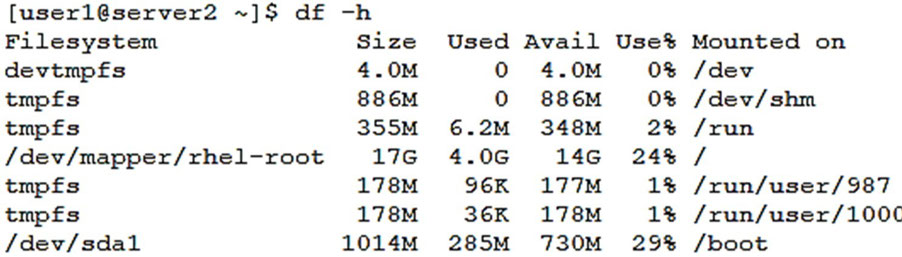 [user1@server2 ~]$ df -h
Filesystem             Size  Used Avail Use% Mounted on
devtmpfs               4.0M     0  4.0M   0% /dev
tmpfs                  886M     0  886M   0% /dev/shm
tmpfs                  355M  6.2M  348M   2% /run
/dev/mapper/rhel-root   17G  4.0G   14G  24% /
tmpfs                  178M   96K  177M   1% /run/user/987
tmpfs                  178M   36K  178M   1% /run/user/1000
/dev/sda1             1014M  285M  730M  29% /boot